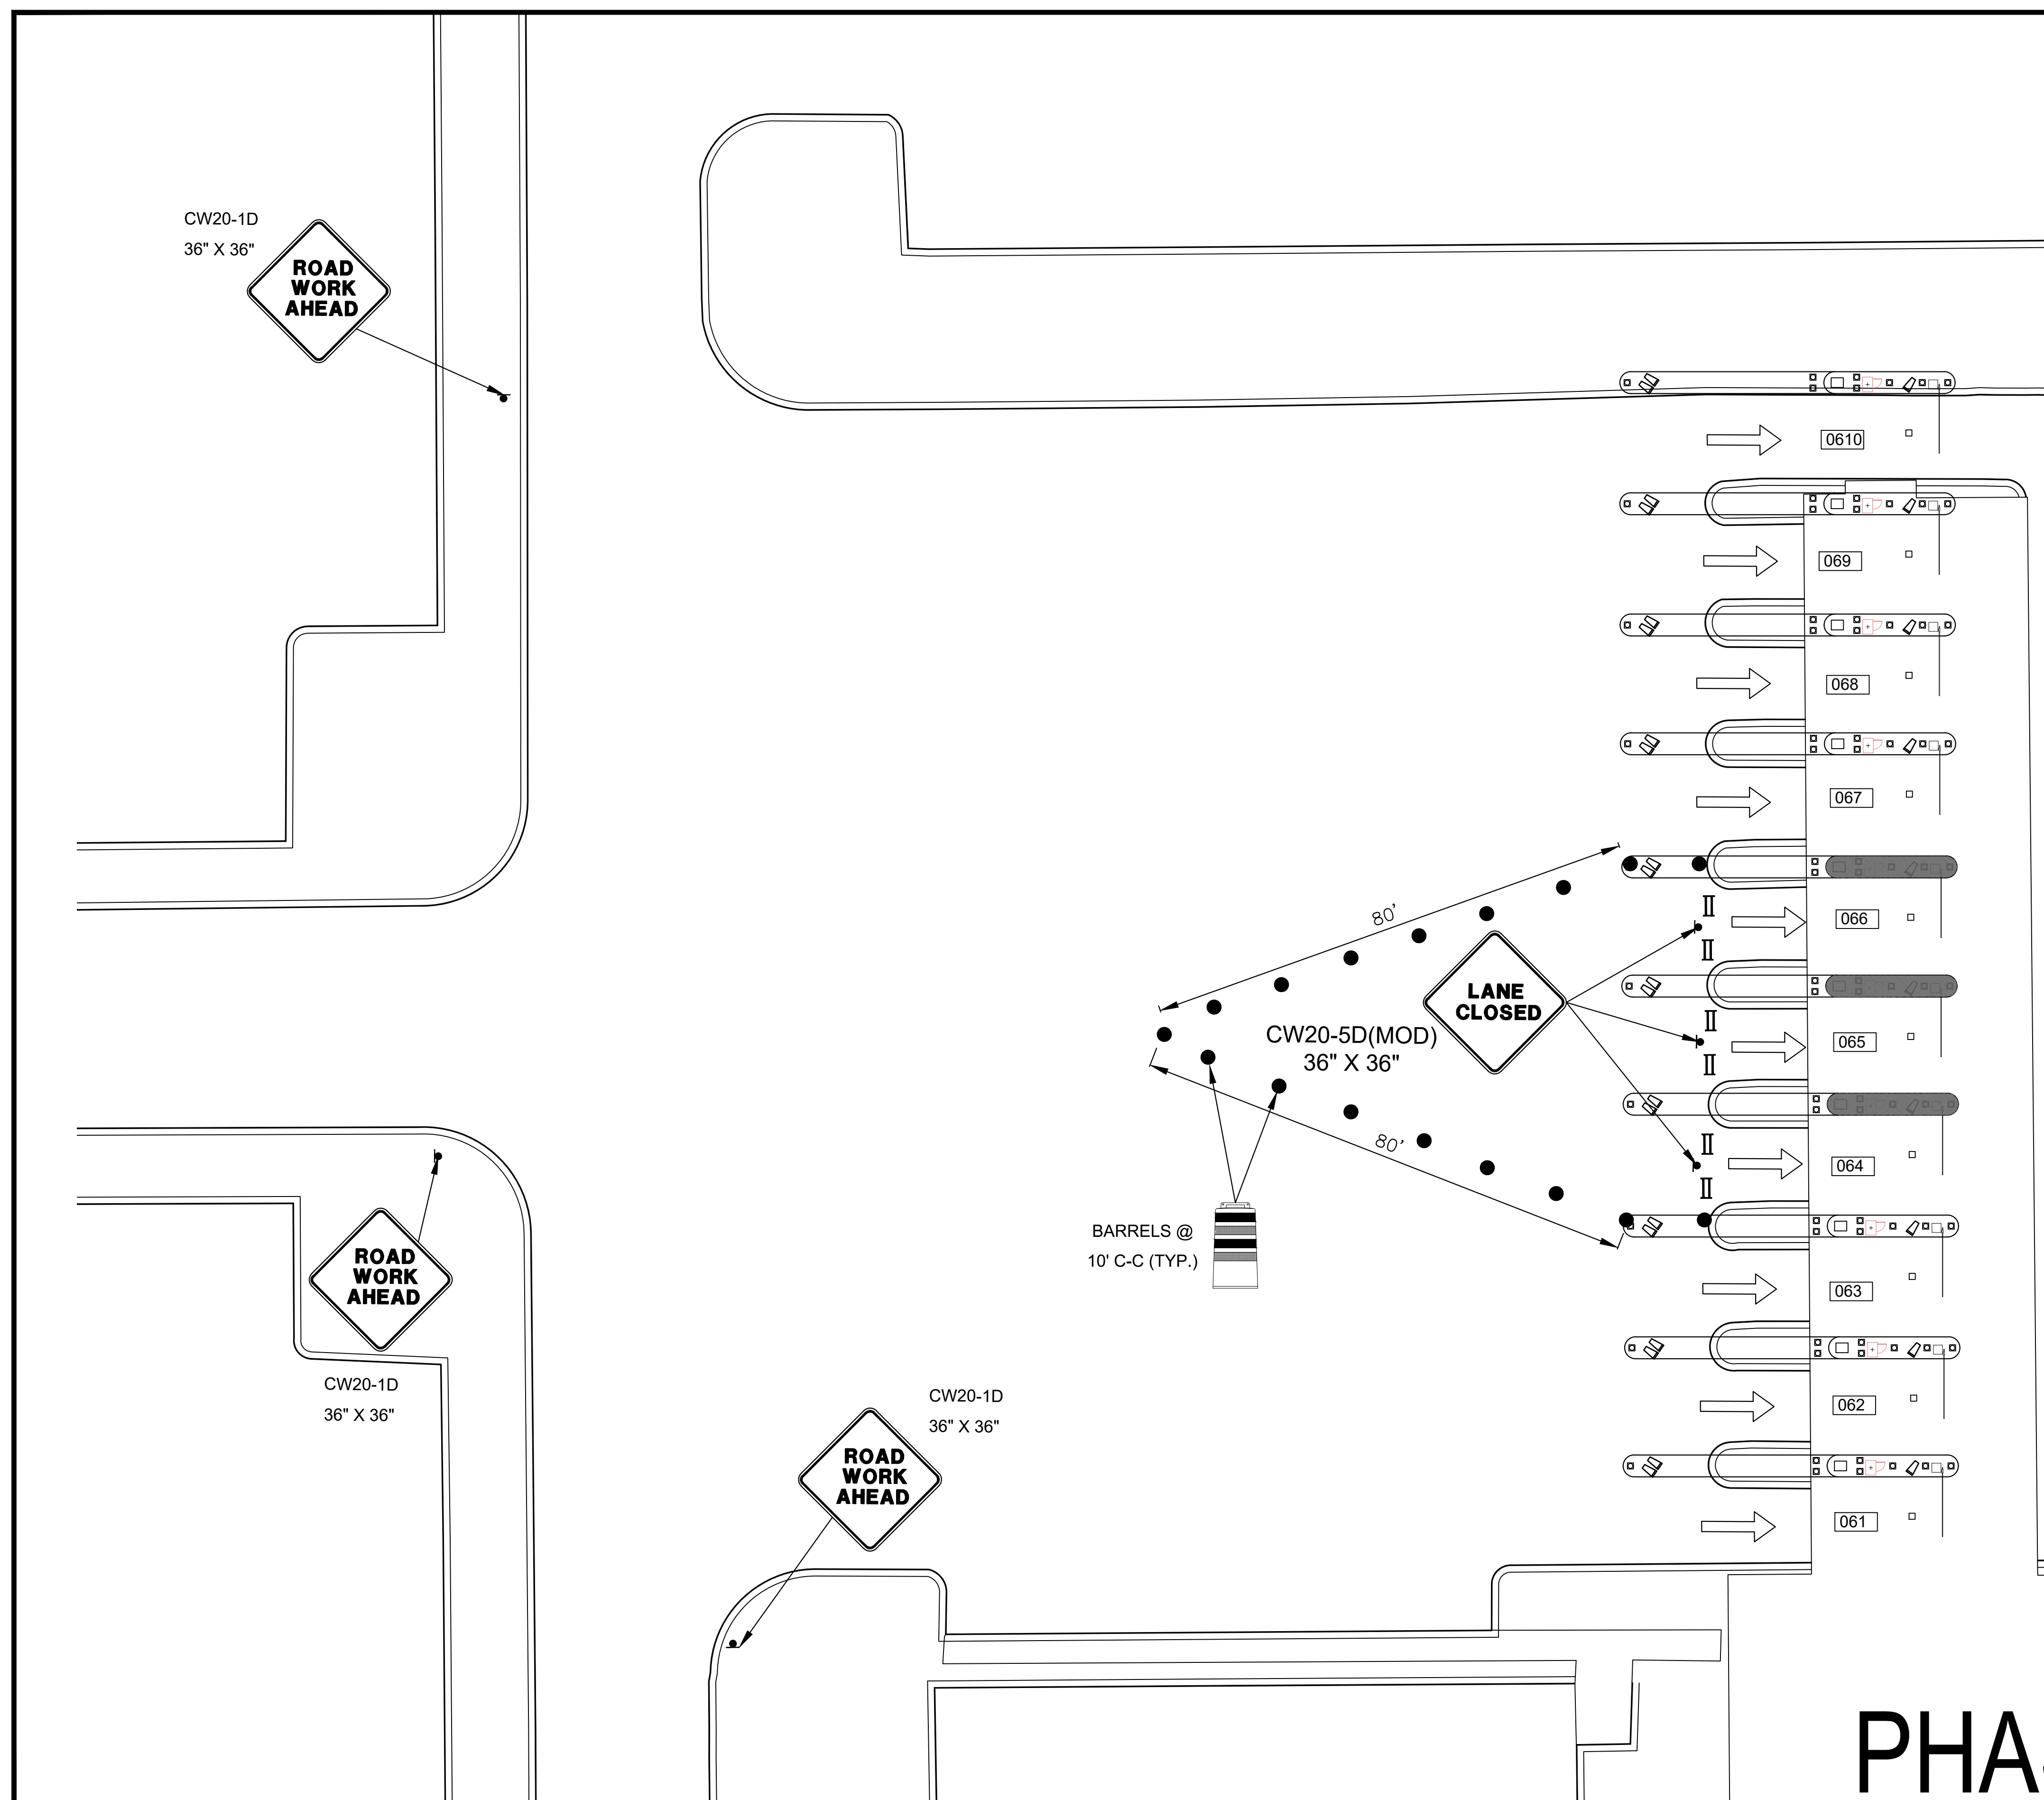 CW20-1D
36" X 36"
ROAD
WORK
AHEAD
0610
069
068
067
80'
066
LANE
CLOSED
CW20-5D(MOD)
36" X 36"
065
80'
064
BARRELS @
10' C-C (TYP.)
ROAD
WORK
AHEAD
CW20-1D
36" X 36"
063
CW20-1D
36" X 36"
062
ROAD
WORK
AHEAD
061